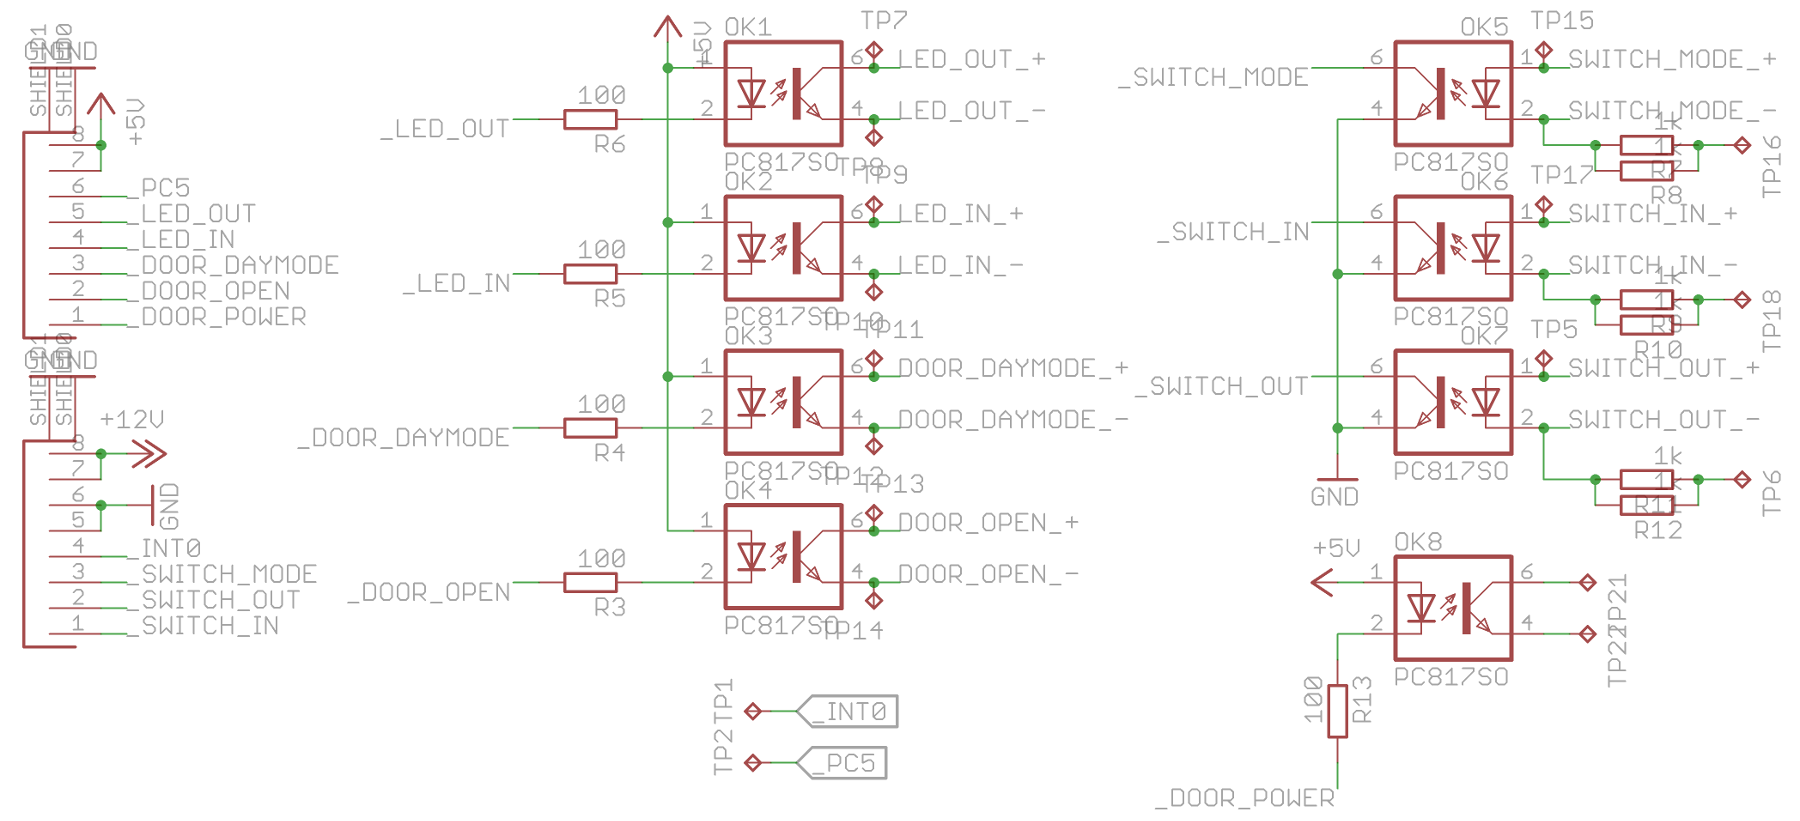 SHIELD1
SHIELD0
GND
GND
+5V
8
7
6 _PC5
5 _LED_OUT
4 _LED_IN
3 _DOOR_DAYMODE
2 _DOOR_OPEN
1 _DOOR_POWER
SHIELD1
SHIELD0
GND
GND
+12V
8
7
6
GND
5
4 _INT0
3 _SWITCH_MODE
2 _SWITCH_OUT
1 _SWITCH_IN
+5V
OK1
TP7
1
6
LED_OUT_+
100
_LED_OUT
R6
2
4
LED_OUT_-
PC817SO
TP8
OK2
TP9
1
6
LED_IN_+
100
_LED_IN
R5
2
4
LED_IN_-
PC817SO
TP10
OK3
TP11
1
6
DOOR_DAYMODE_+
100
_DOOR_DAYMODE
R4
2
4
DOOR_DAYMODE_-
PC817SO
TP12
OK4
TP13
1
6
DOOR_OPEN_+
100
_DOOR_OPEN
R3
2
4
DOOR_OPEN_-
PC817SO
TP14
TP1
_INT0
TP2
_PC5
OK5
TP15
_SWITCH_MODE
6
1
SWITCH_MODE_+
4
2
SWITCH_MODE_-
1k
1k
R7
R8
TP16
PC817SO
OK6
TP17
_SWITCH_IN
6
1
SWITCH_IN_+
4
2
SWITCH_IN_-
1k
1k
R9
R10
TP18
PC817SO
OK7
TP5
_SWITCH_OUT
6
1
SWITCH_OUT_+
4
2
SWITCH_OUT_-
1k
1k
R11
R12
TP6
PC817SO
GND
OK8
+5V
1
6
TP21
2
4
TP22
PC817SO
100
R13
_DOOR_POWER